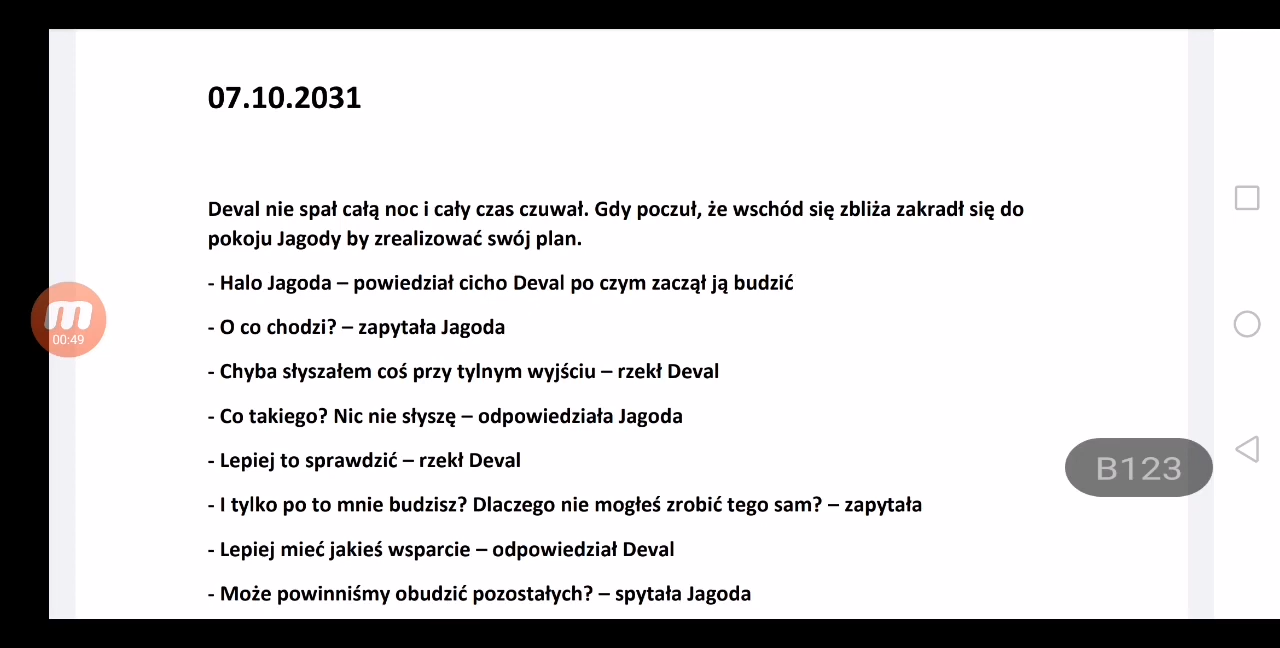 07.10.2031
Deval nie spał całą noc i cały czas czuwał. Gdy poczuł, że wschód się zbliża zakradł się do
pokoju Jagody by zrealizować swój plan.
- Halo Jagoda – powiedział cicho Deval po czym zaczął ją budzić
- O co chodzi? – zapytała Jagoda
- Chyba słyszałem coś przy tylnym wyjściu – rzekł Deval
- Co takiego? Nic nie słyszę – odpowiedziała Jagoda
- Lepiej to sprawdzić – rzekł Deval
- I tylko po to mnie budzisz? Dlaczego nie mogłeś zrobić tego sam? – zapytała
- Lepiej mieć jakieś wsparcie – odpowiedział Deval
- Może powinniśmy obudzić pozostałych? – spytała Jagoda
m
00:49
B123